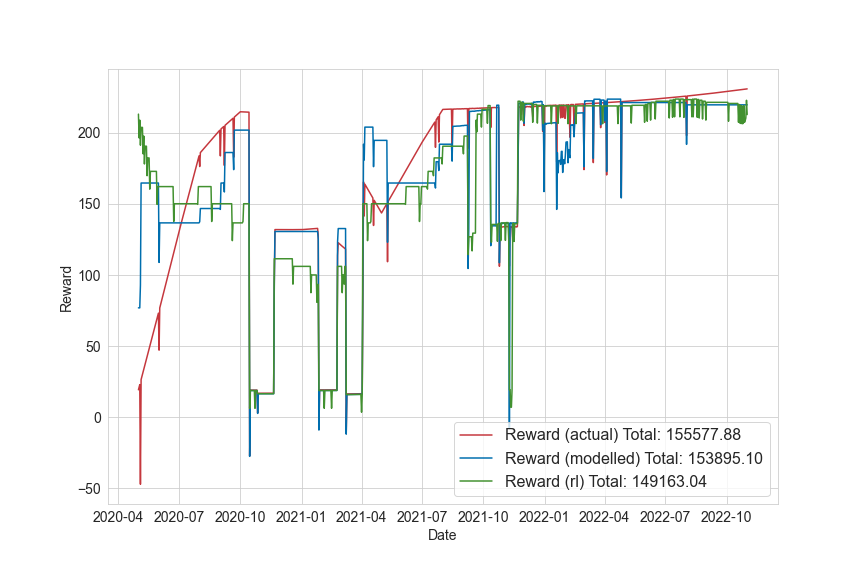 200
150
100
50
0
−50
Reward
Reward (actual) Total: 155577.88
Reward (modelled) Total: 153895.10
Reward (rl) Total: 149163.04
2020-04 2020-07 2020-10 2021-01 2021-04 2021-07 2021-10 2022-01 2022-04 2022-07 2022-10
Date